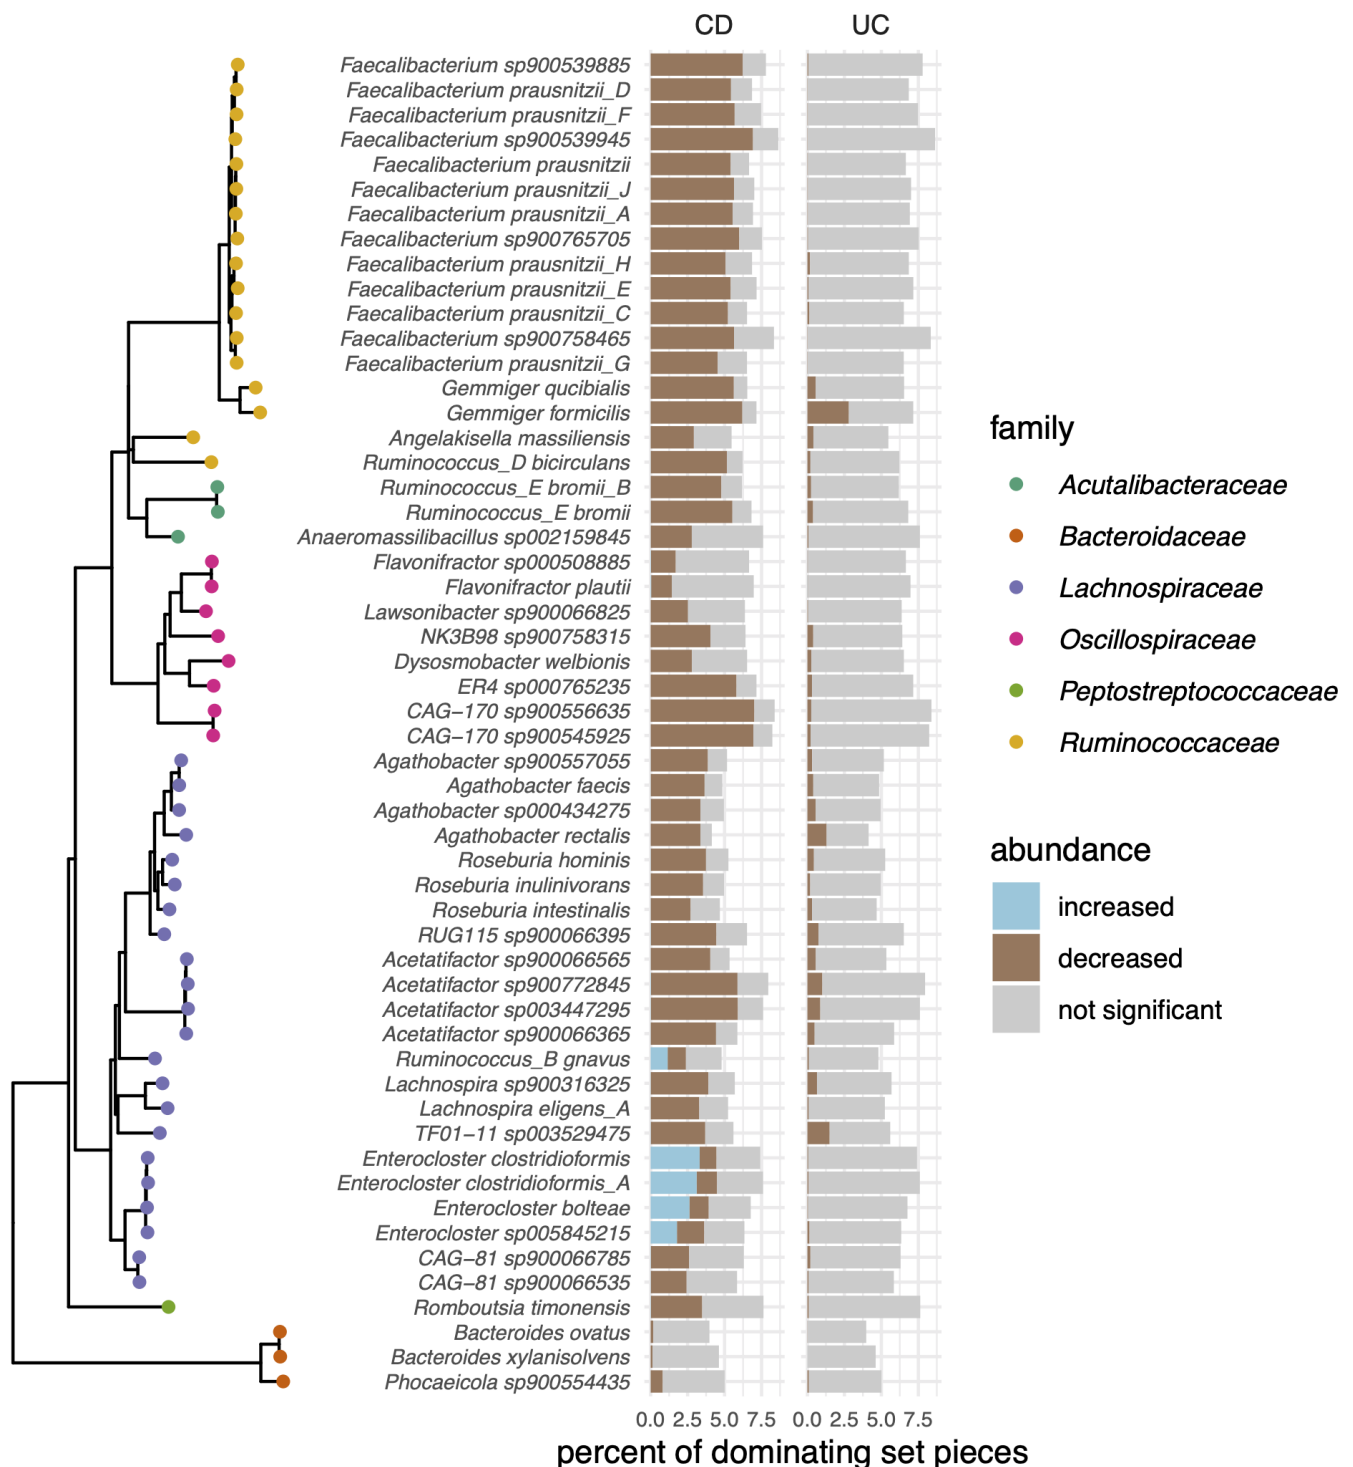 CD UC
Faecalibacterium sp900539885
Faecalibacterium prausnitzii_D
Faecalibacterium prausnitzii_F
Faecalibacterium sp900539945
Faecalibacterium prausnitzii
Faecalibacterium prausnitzii_J
Faecalibacterium prausnitzii_A
Faecalibacterium sp900765705
Faecalibacterium prausnitzii_H
Faecalibacterium prausnitzii_E
Faecalibacterium prausnitzii_C
Faecalibacterium sp900758465
Faecalibacterium prausnitzii_G
Gemmiger qucibialis
Gemmiger formicilis
Angelakisella massiliensis
Ruminococcus_D bicirculans
Ruminococcus_E bromii_B
Ruminococcus_E bromii
Anaeromassilibacillus sp002159845
Flavonifractor sp000508885
Flavonifractor plautii
Lawsonibacter sp900066825
NK3B98 sp900758315
Dysosmobacter welbionis
ER4 sp000765235
CAG−170 sp900556635
CAG−170 sp900545925
Agathobacter sp900557055
Agathobacter faecis
Agathobacter sp000434275
Agathobacter rectalis
Roseburia hominis
Roseburia inulinivorans
Roseburia intestinalis
RUG115 sp900066395
Acetatifactor sp900066565
Acetatifactor sp900772845
Acetatifactor sp003447295
Acetatifactor sp900066365
Ruminococcus_B gnavus
Lachnospira sp900316325
Lachnospira eligens_A
TF01−11 sp003529475
Enterocloster clostridioformis
Enterocloster clostridioformis_A
Enterocloster bolteae
Enterocloster sp005845215
CAG−81 sp900066785
CAG−81 sp900066535
Romboutsia timonensis
Bacteroides ovatus
Bacteroides xylanisolvens
Phocaeicola sp900554435
0.0 2.5 5.0 7.5 0.0 2.5 5.0 7.5
percent of dominating set pieces
family
Acutalibacteraceae
Bacteroidaceae
Lachnospiraceae
Oscillospiraceae
Peptostreptococcaceae
Ruminococcaceae
abundance
increased
decreased
not significant